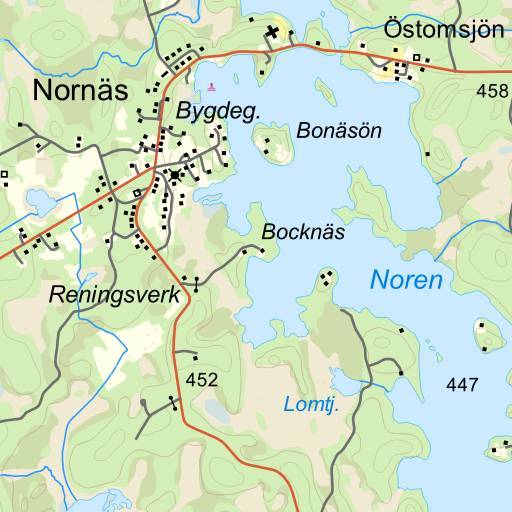 Östomsjön
Nornäs
458
Bygdeg.
Bonäsön
Bocknäs
Noren
Reningsverk
452
447
Lomtj.